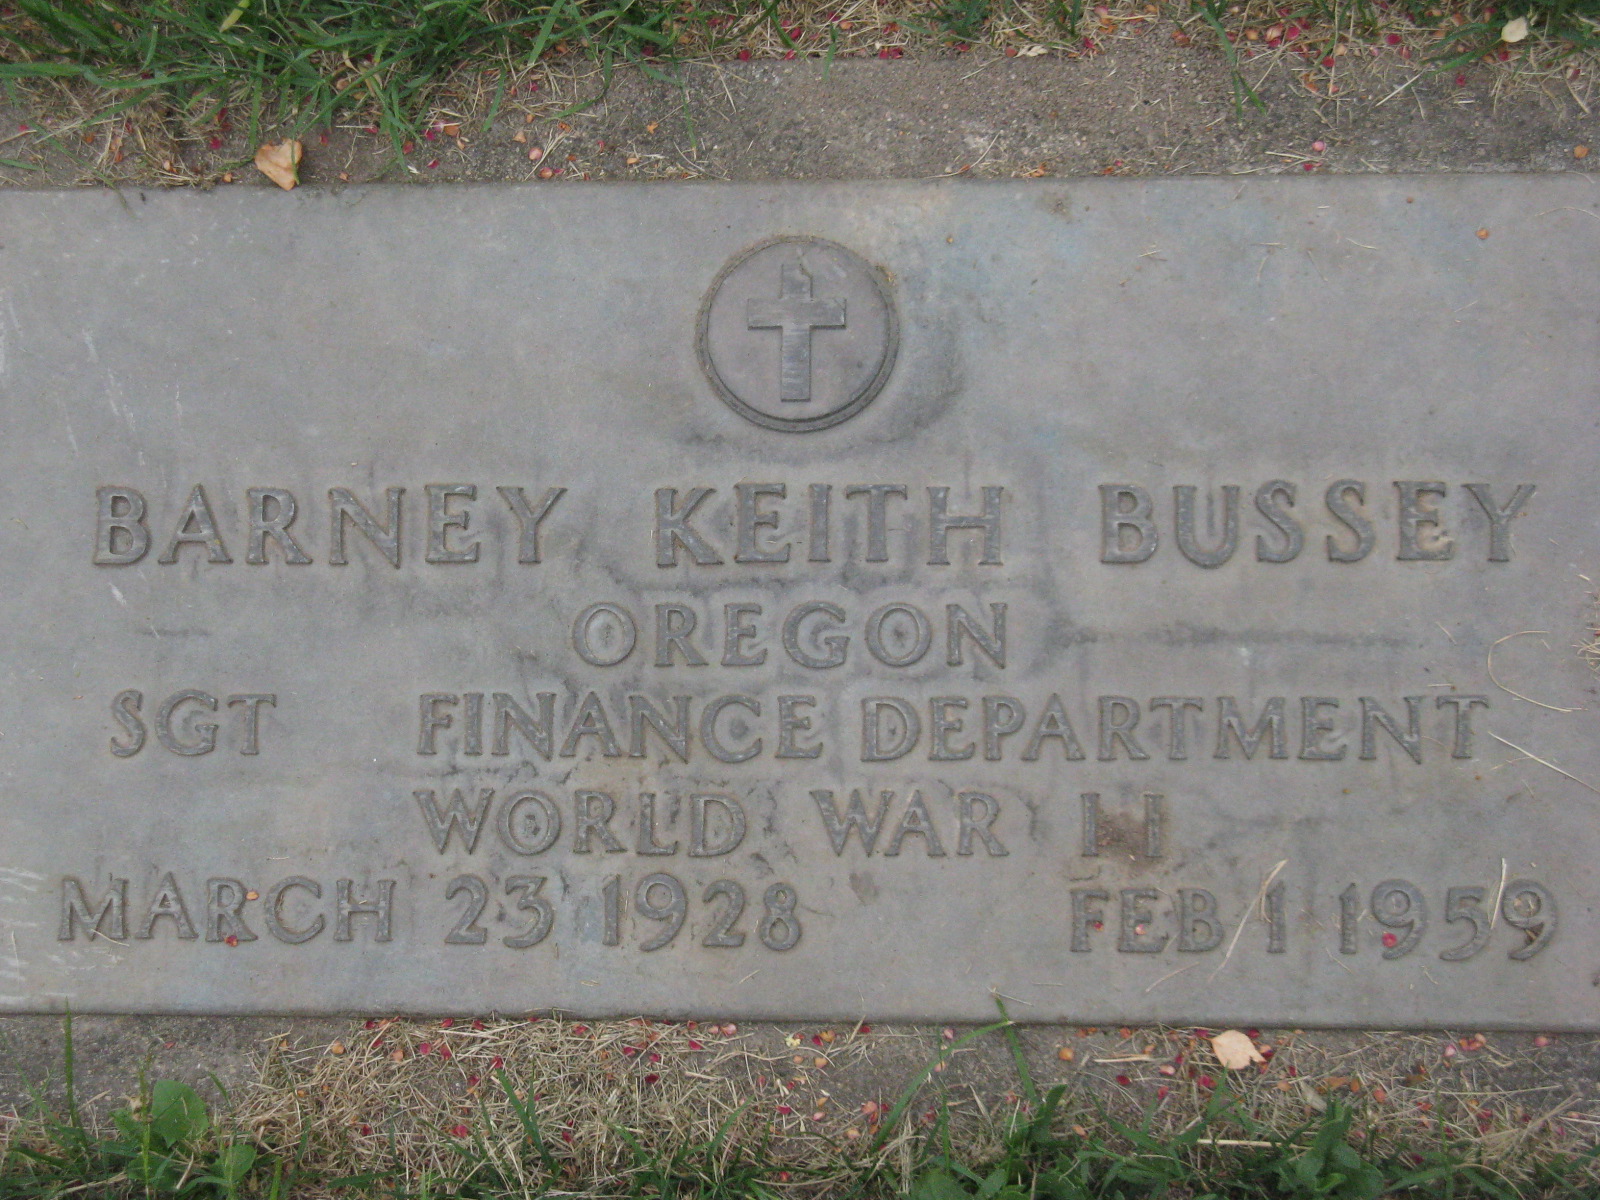 BARNEY KEITH BUSSEY
OREGON
SGT FINANCE DEPARTMENT
WORLD WAR II
MARCH 23 1928 FEB 1 1959